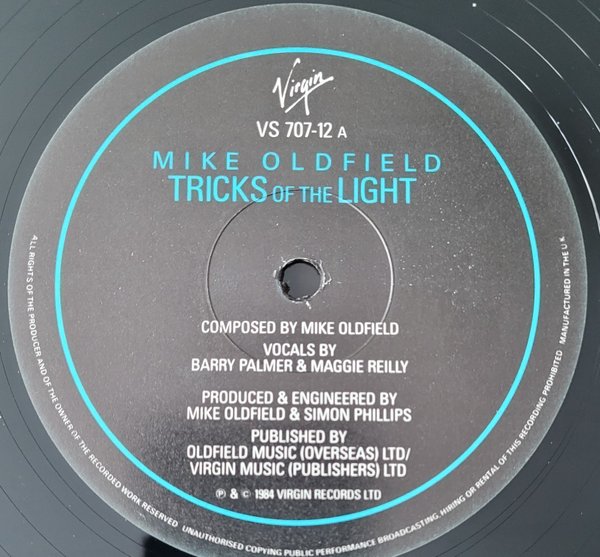 Virgin
VS 707-12 A
MIKE OLDFIELD
TRICKS OF THE LIGHT
COMPOSED BY MIKE OLDFIELD
VOCALS BY
BARRY PALMER & MAGGIE REILLY
PRODUCED & ENGINEERED BY
MIKE OLDFIELD & SIMON PHILLIPS
PUBLISHED BY
OLDFIELD MUSIC (OVERSEAS) LTD/
VIRGIN MUSIC (PUBLISHERS) LTD
℗ & © 1984 VIRGIN RECORDS LTD
ALL RIGHTS OF THE PRODUCER AND OF THE OWNER OF THE RECORDED WORK RESERVED UNAUTHORISED COPYING PUBLIC PERFORMANCE BROADCASTING. HIRING OR RENTAL OF THIS RECORDING PROHIBITED MANUFACTURED IN THE U.K.